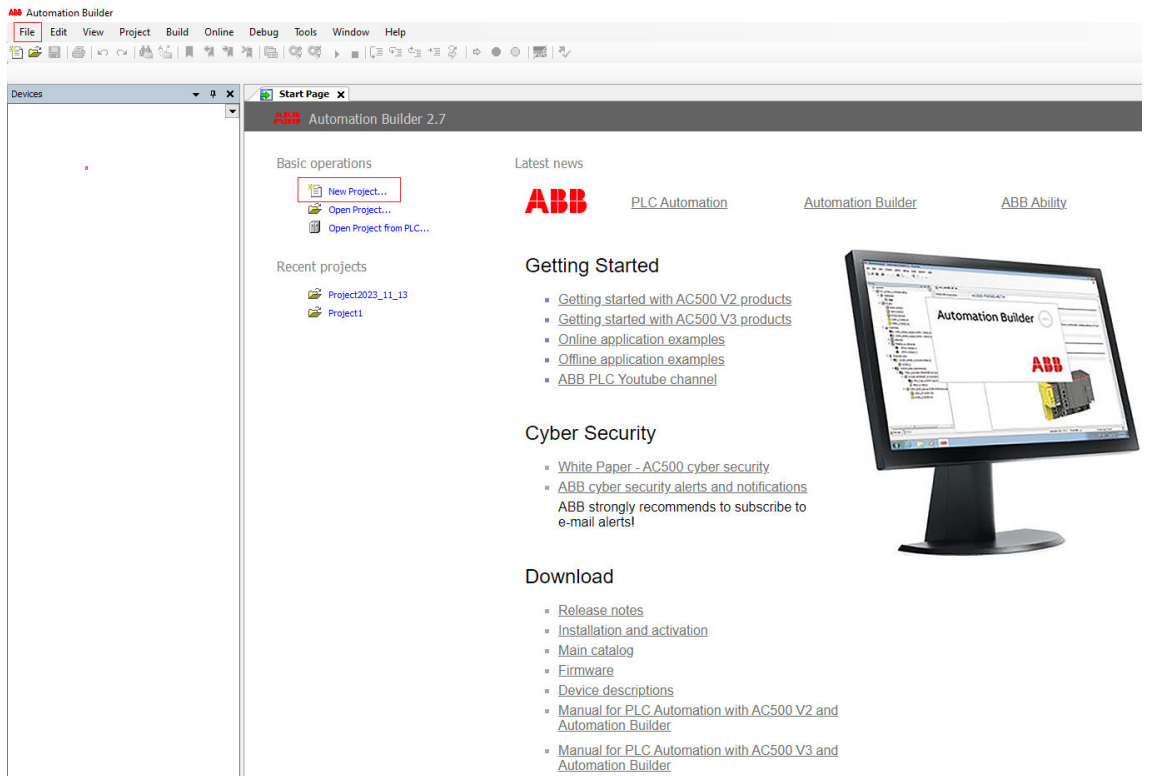 ABB Automation Builder
File Edit View Project Build Online Debug Tools Window Help
Devices
Start Page
ABB Automation Builder 2.7
Basic operations
New Project...
Open Project...
Open Project from PLC...
Recent projects
Project2023_11_13
Project1
Latest news
ABB PLC Automation Automation Builder ABB Ability
Getting Started
Getting started with AC500 V2 products
Getting started with AC500 V3 products
Online application examples
Offline application examples
ABB PLC Youtube channel
Automation Builder
ABB
Cyber Security
White Paper - AC500 cyber security
ABB cyber security alerts and notifications
ABB strongly recommends to subscribe to
e-mail alerts!
Download
Release notes
Installation and activation
Main catalog
Firmware
Device descriptions
Manual for PLC Automation with AC500 V2 and
Automation Builder
Manual for PLC Automation with AC500 V3 and
Automation Builder